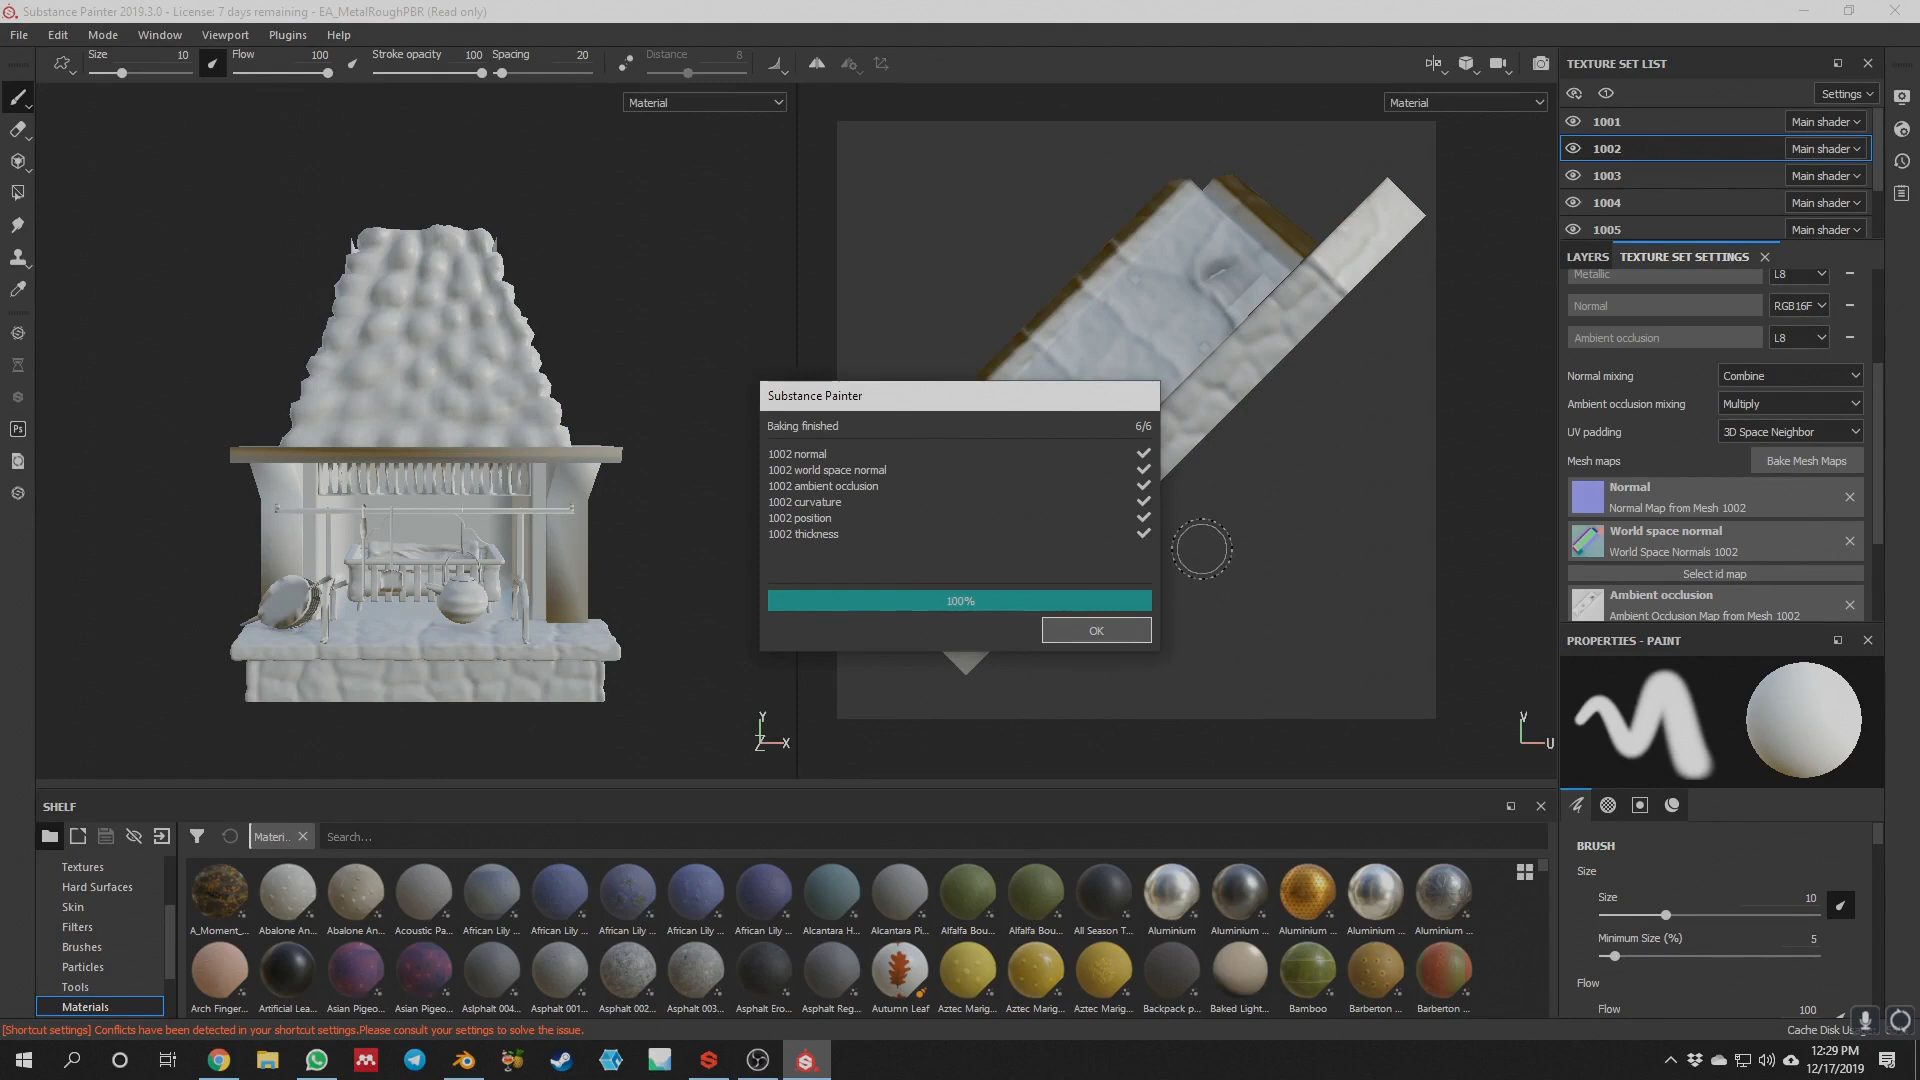 Substance Painter 2019.3.0 - License: 7 days remaining - EA_MetalRoughPBR (Read only)
File Edit Mode Window Viewport Plugins Help
Size 10 Flow 100 Stroke opacity 100 Spacing 20 Distance 8
Material
Material
TEXTURE SET LIST
Settings
1001 Main shader
1002 Main shader
1003 Main shader
1004 Main shader
1005 Main shader
LAYERS TEXTURE SET SETTINGS
Metallic L8
Normal RGB16F
Ambient occlusion L8
Normal mixing Combine
Ambient occlusion mixing Multiply
UV padding 3D Space Neighbor
Mesh maps Bake Mesh Maps
Normal
Normal Map from Mesh 1002
World space normal
World Space Normals 1002
Select id map
Ambient occlusion
Ambient Occlusion Map from Mesh 1002
Substance Painter
Baking finished 6/6
1002 normal
1002 world space normal
1002 ambient occlusion
1002 curvature
1002 position
1002 thickness
100%
OK
Y
Z X
V
U
PROPERTIES - PAINT
BRUSH
Size
Size 10
Minimum Size (%) 5
Flow
Flow 100
SHELF
Materi.. Search...
Textures
Hard Surfaces
Skin
Filters
Brushes
Particles
Tools
Materials
A_Moment_... Abalone An... Abalone An... Acoustic Pa... African Lily ... African Lily ... African Lily ... African Lily ... African Lily ... Alcantara H... Alcantara Pi... Alfalfa Bou... Alfalfa Bou... All Season T... Aluminium Aluminium ... Aluminium ... Aluminium ... Aluminium ...
Arch Finger... Artificial Lea... Asian Pigeo... Asian Pigeo... Asphalt 004... Asphalt 001... Asphalt 002... Asphalt 003... Asphalt Ero... Asphalt Reg... Autumn Leaf Aztec Marig... Aztec Marig... Aztec Marig... Backpack p... Baked Light... Bamboo Barberton ... Barberton ...
[Shortcut settings] Conflicts have been detected in your shortcut settings.Please consult your settings to solve the issue.
Cache Disk
Ps
12:29 PM
12/17/2019